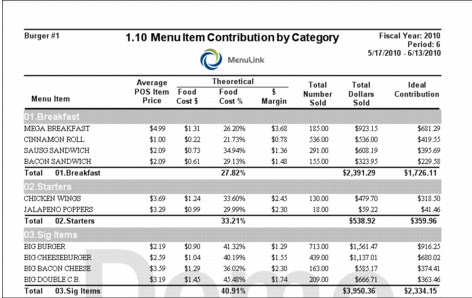 Burger #1
1.10 Menu Item Contribution by Category
Fiscal Year: 2010
Period: 6
5/17/2010 - 6/13/2010
MenuLink
Menu Item Average POS Item Price Theoretical Food Cost $ Food Cost % $ Margin Total Number Sold Total Dollars Sold Ideal Contribution
01.Breakfast
MEGA BREAKFAST $4.99 $1.31 26.20% $3.68 185.00 $923.15 $681.29
CINNAMON ROLL $1.00 $0.22 21.73% $0.78 536.00 $536.00 $419.55
SAUSG SANDWICH $2.09 $0.73 34.94% $1.36 291.00 $608.19 $395.69
BACON SANDWICH $2.09 $0.61 29.13% $1.48 155.00 $323.95 $229.58
Total 01.Breakfast 27.82% $2,391.29 $1,726.11
02.Starters
CHICKEN WINGS $3.69 $1.24 33.60% $2.45 130.00 $479.70 $318.50
JALAPENO POPPERS $3.29 $0.99 29.99% $2.30 18.00 $59.22 $41.46
Total 02.Starters 33.21% $538.92 $359.96
03.Sig Items
BIG BURGER $2.19 $0.90 41.32% $1.29 713.00 $1,561.47 $916.25
BIG CHEESEBURGER $2.59 $1.04 40.19% $1.55 439.00 $1,137.01 $680.02
BIG BACON CHEESE $3.59 $1.29 36.02% $2.30 163.00 $585.17 $374.41
BIG DOUBLE C.B. $3.19 $1.45 45.48% $1.74 209.00 $666.71 $363.46
Total 03.Sig Items 40.91% $3,950.36 $2,334.15